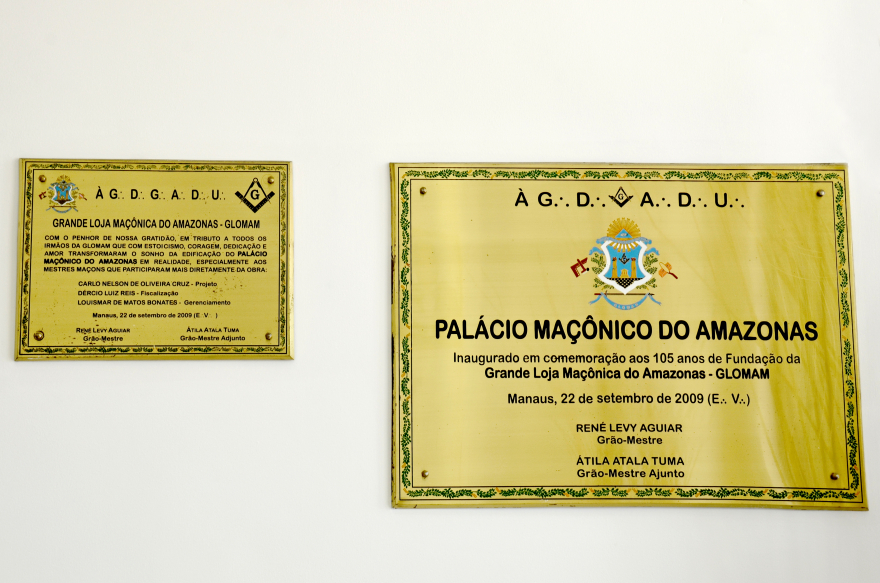 À G∴ D∴ G A∴ D∴ U∴
GRANDE LOJA MAÇÔNICA DO AMAZONAS - GLOMAM
COM O PENHOR DE NOSSA GRATIDÃO, EM TRIBUTO A TODOS OS
IRMÃOS DA GLOMAM QUE COM ESTOICISMO, CORAGEM, DEDICAÇÃO E
AMOR TRANSFORMARAM O SONHO DA EDIFICAÇÃO DO PALÁCIO
MAÇÔNICO DO AMAZONAS EM REALIDADE, ESPECIALMENTE AOS
MESTRES MAÇONS QUE PARTICIPARAM MAIS DIRETAMENTE DA OBRA:
CARLO NELSON DE OLIVEIRA CRUZ - Projeto
DÉRCIO LUIZ REIS - Fiscalização
LOUISMAR DE MATOS BONATES - Gerenciamento
Manaus, 22 de setembro de 2009 (E∴ V∴)
RENÉ LEVY AGUIAR
Grão-Mestre
ÁTILA ATALA TUMA
Grão-Mestre Adjunto
À G∴ D∴ G A∴ D∴ U∴
PALÁCIO MAÇÔNICO DO AMAZONAS
Inaugurado em comemoração aos 105 anos de Fundação da
Grande Loja Maçônica do Amazonas - GLOMAM
Manaus, 22 de setembro de 2009 (E∴ V∴)
RENÉ LEVY AGUIAR
Grão-Mestre
ÁTILA ATALA TUMA
Grão-Mestre Ajunto